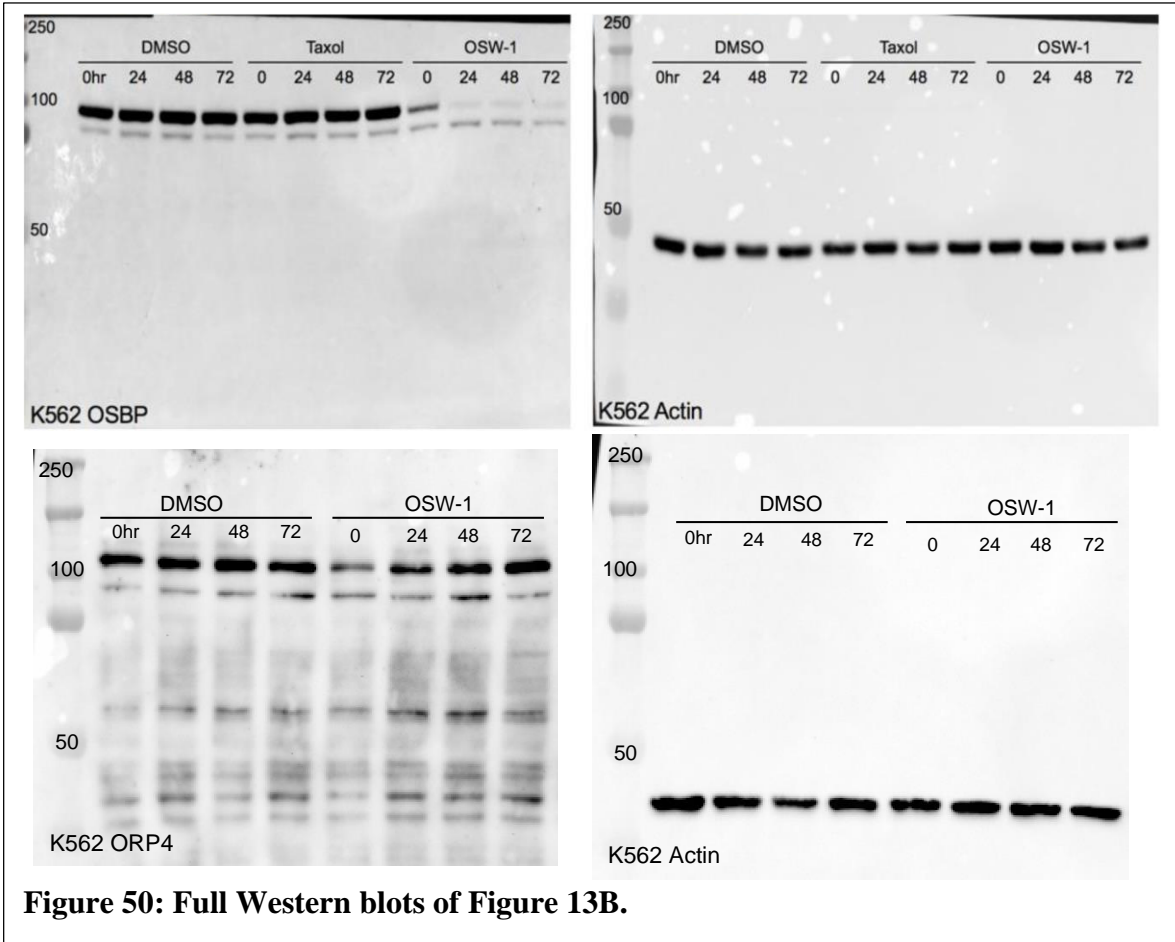 250
DMSO Taxol OSW-1
0hr 24 48 72 0 24 48 72 0 24 48 72
100
50
K562 OSBP
250
DMSO Taxol OSW-1
0hr 24 48 72 0 24 48 72 0 24 48 72
100
50
K562 Actin
250
DMSO OSW-1
0hr 24 48 72 0 24 48 72
100
50
K562 ORP4
250
DMSO OSW-1
0hr 24 48 72 0 24 48 72
100
50
K562 Actin
Figure 50: Full Western blots of Figure 13B.